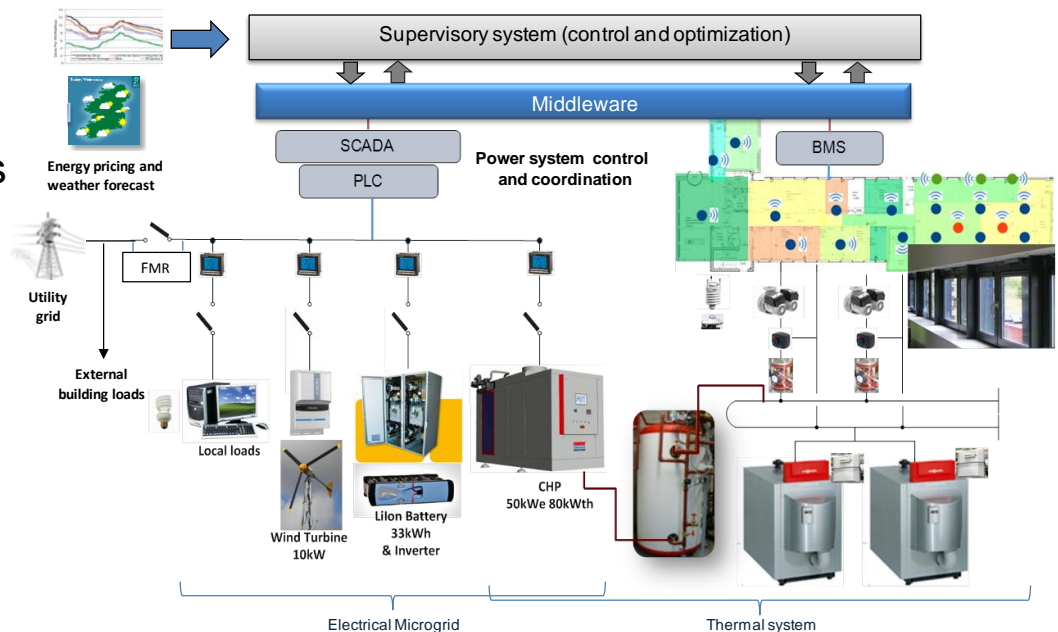 Supervisory system (control and optimization)
Middleware
SCADA
PLC
Power system control
and coordination
BMS
Energy pricing and
weather forecast
s
FMR
Utility
grid
External
building loads
Local loads
Wind Turbine
10kW
LiIon Battery
33kWh
& Inverter
CHP
50kWe 80kWth
Electrical Microgrid
Thermal system